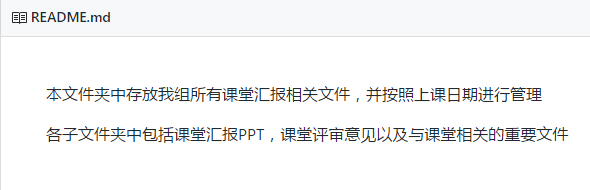 README.md
本文件夹中存放我组所有课堂汇报相关文件，并按照上课日期进行管理
各子文件夹中包括课堂汇报PPT，课堂评审意见以及与课堂相关的重要文件